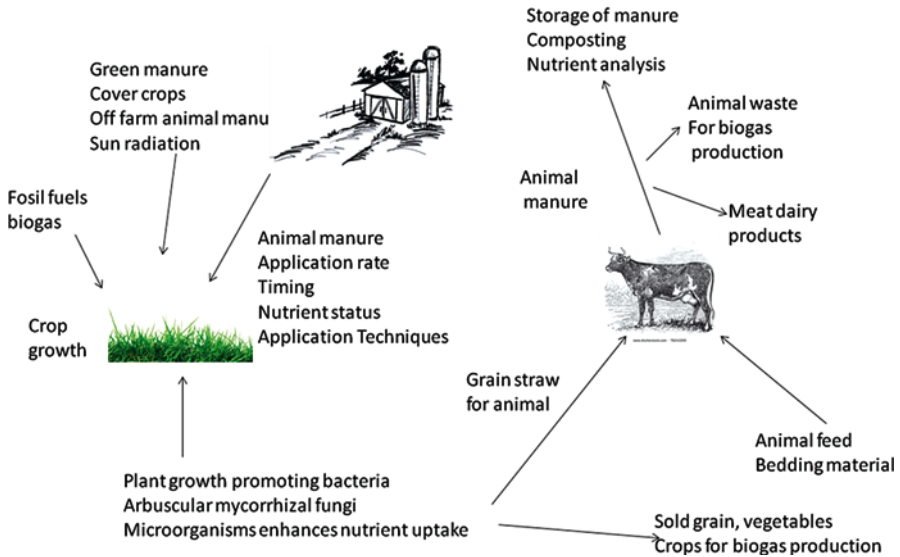 Storage of manure
Composting
Nutrient analysis
Green manure
Cover crops
Off farm animal manu
Sun radiation
Animal waste
For biogas
production
Fosil fuels
biogas
Animal
manure
Meat dairy
products
Animal manure
Application rate
Timing
Nutrient status
Application Techniques
Crop
growth
Grain straw
for animal
Animal feed
Bedding material
Plant growth promoting bacteria
Arbuscular mycorrhizal fungi
Microorganisms enhances nutrient uptake
Sold grain, vegetables
Crops for biogas production